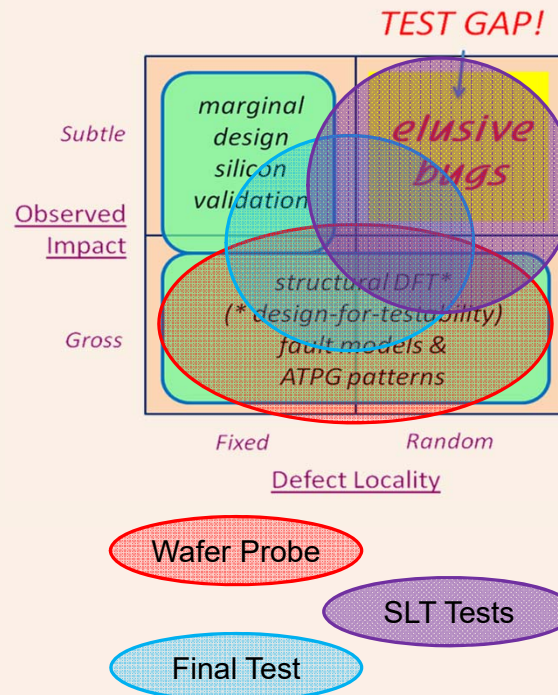 TEST GAP!
Subtle
marginal
design
silicon
validation
elusive
bugs
Observed
Impact
Gross
structural DFT*
(* design-for-testability)
fault models &
ATPG patterns
Fixed
Random
Defect Locality
Wafer Probe
SLT Tests
Final Test